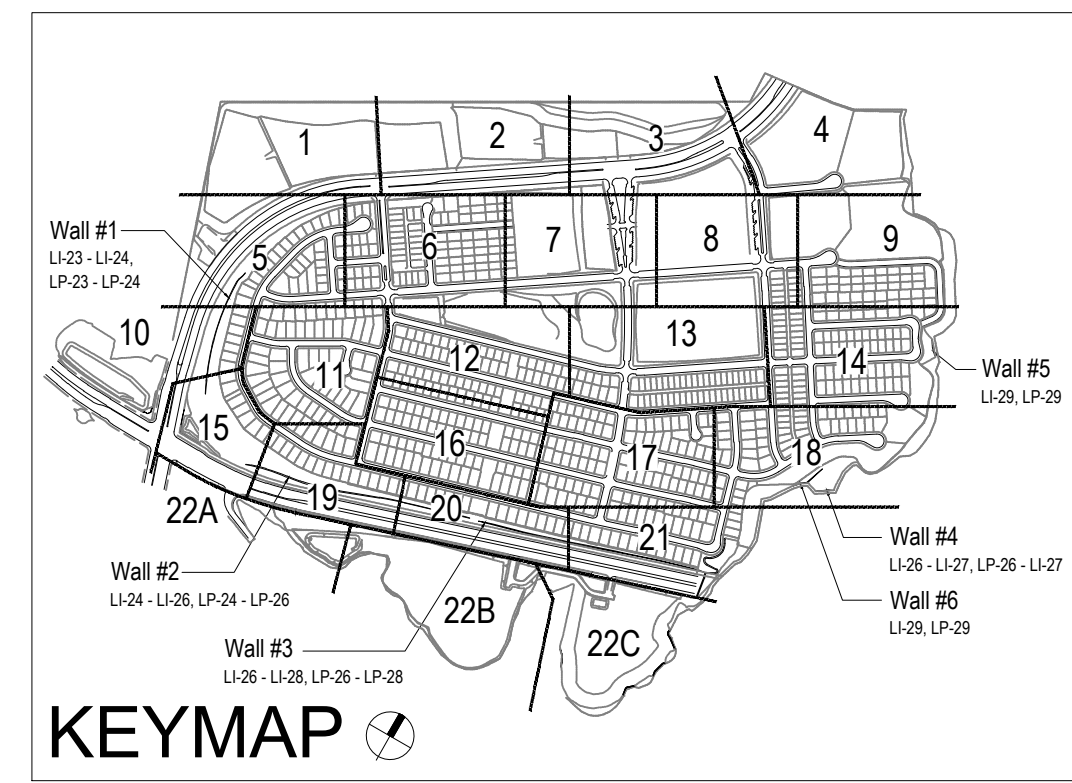 1
2
3
4
Wall #1
LI-23 - LI-24,
LP-23 - LP-24
5
6
7
8
9
10
11
12
13
14
Wall #5
LI-29, LP-29
15
16
17
18
19
20
21
22A
22B
22C
Wall #2
LI-24 - LI-26, LP-24 - LP-26
Wall #3
LI-26 - LI-28, LP-26 - LP-28
Wall #4
LI-26 - LI-27, LP-26 - LI-27
Wall #6
LI-29, LP-29
KEYMAP